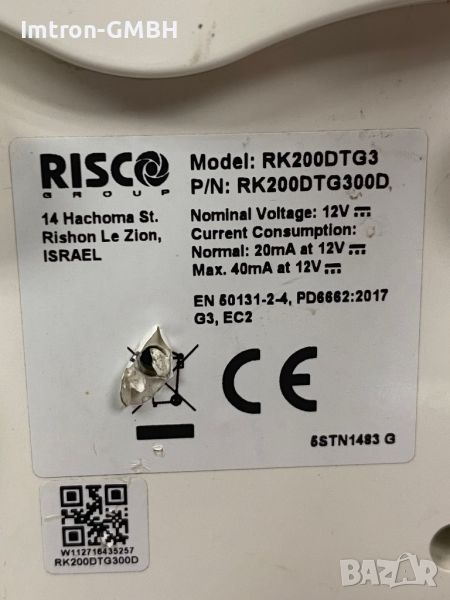 Imtron-GMBH
RISCO
GROUP
14 Hachoma St.
Rishon Le Zion,
ISRAEL
Model: RK200DTG3
P/N: RK200DTG300D
Nominal Voltage: 12V
Current Consumption:
Normal: 20mA at 12V
Max. 40mA at 12V
EN 50131-2-4, PD6662:2017
G3, EC2
CE
5STN1483 G
W112716435257
RK200DTG300D
BAZAR